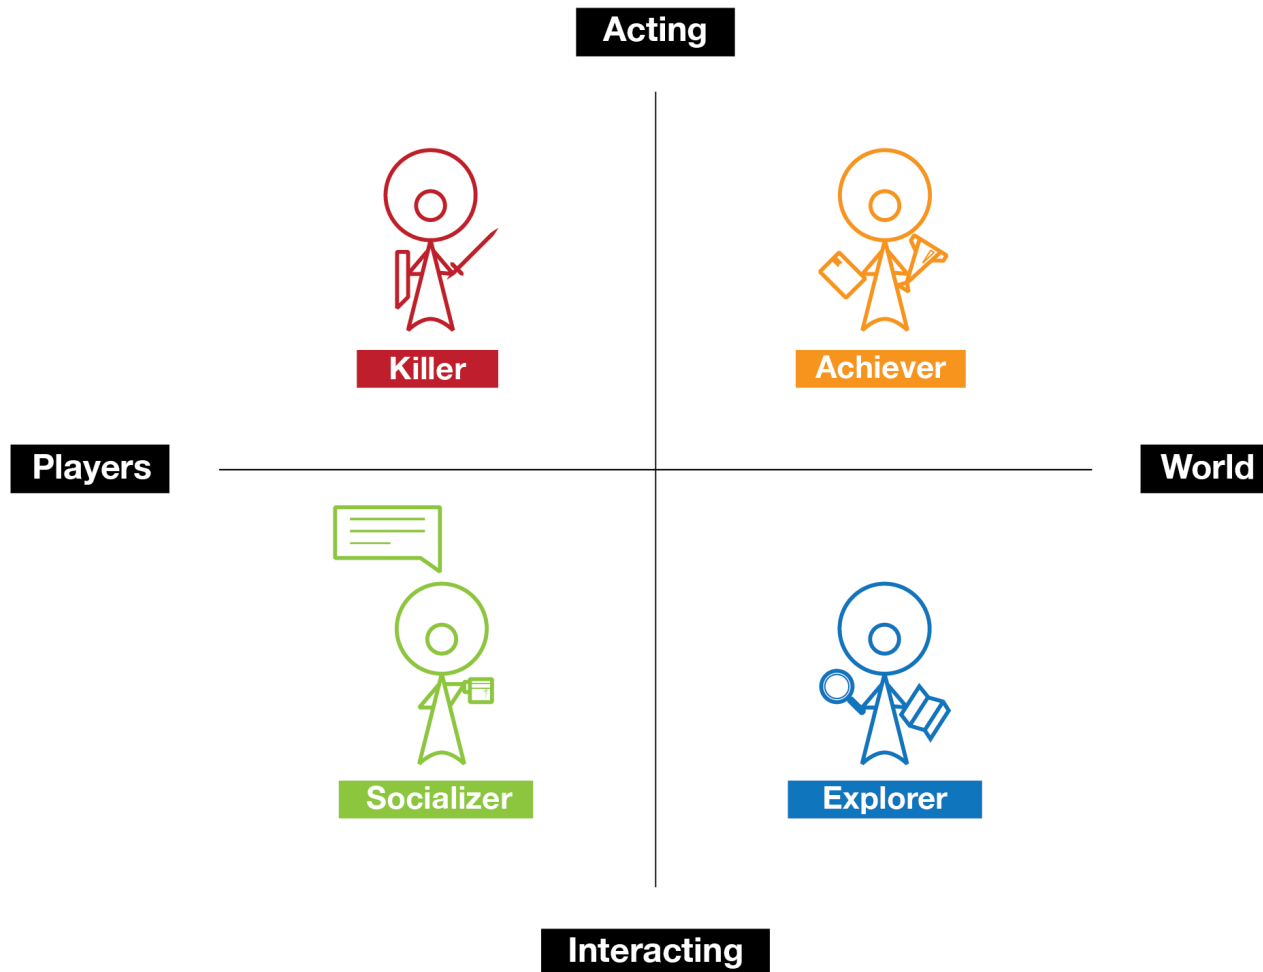 Acting
Killer
Achiever
Players
World
Socializer
Explorer
Interacting